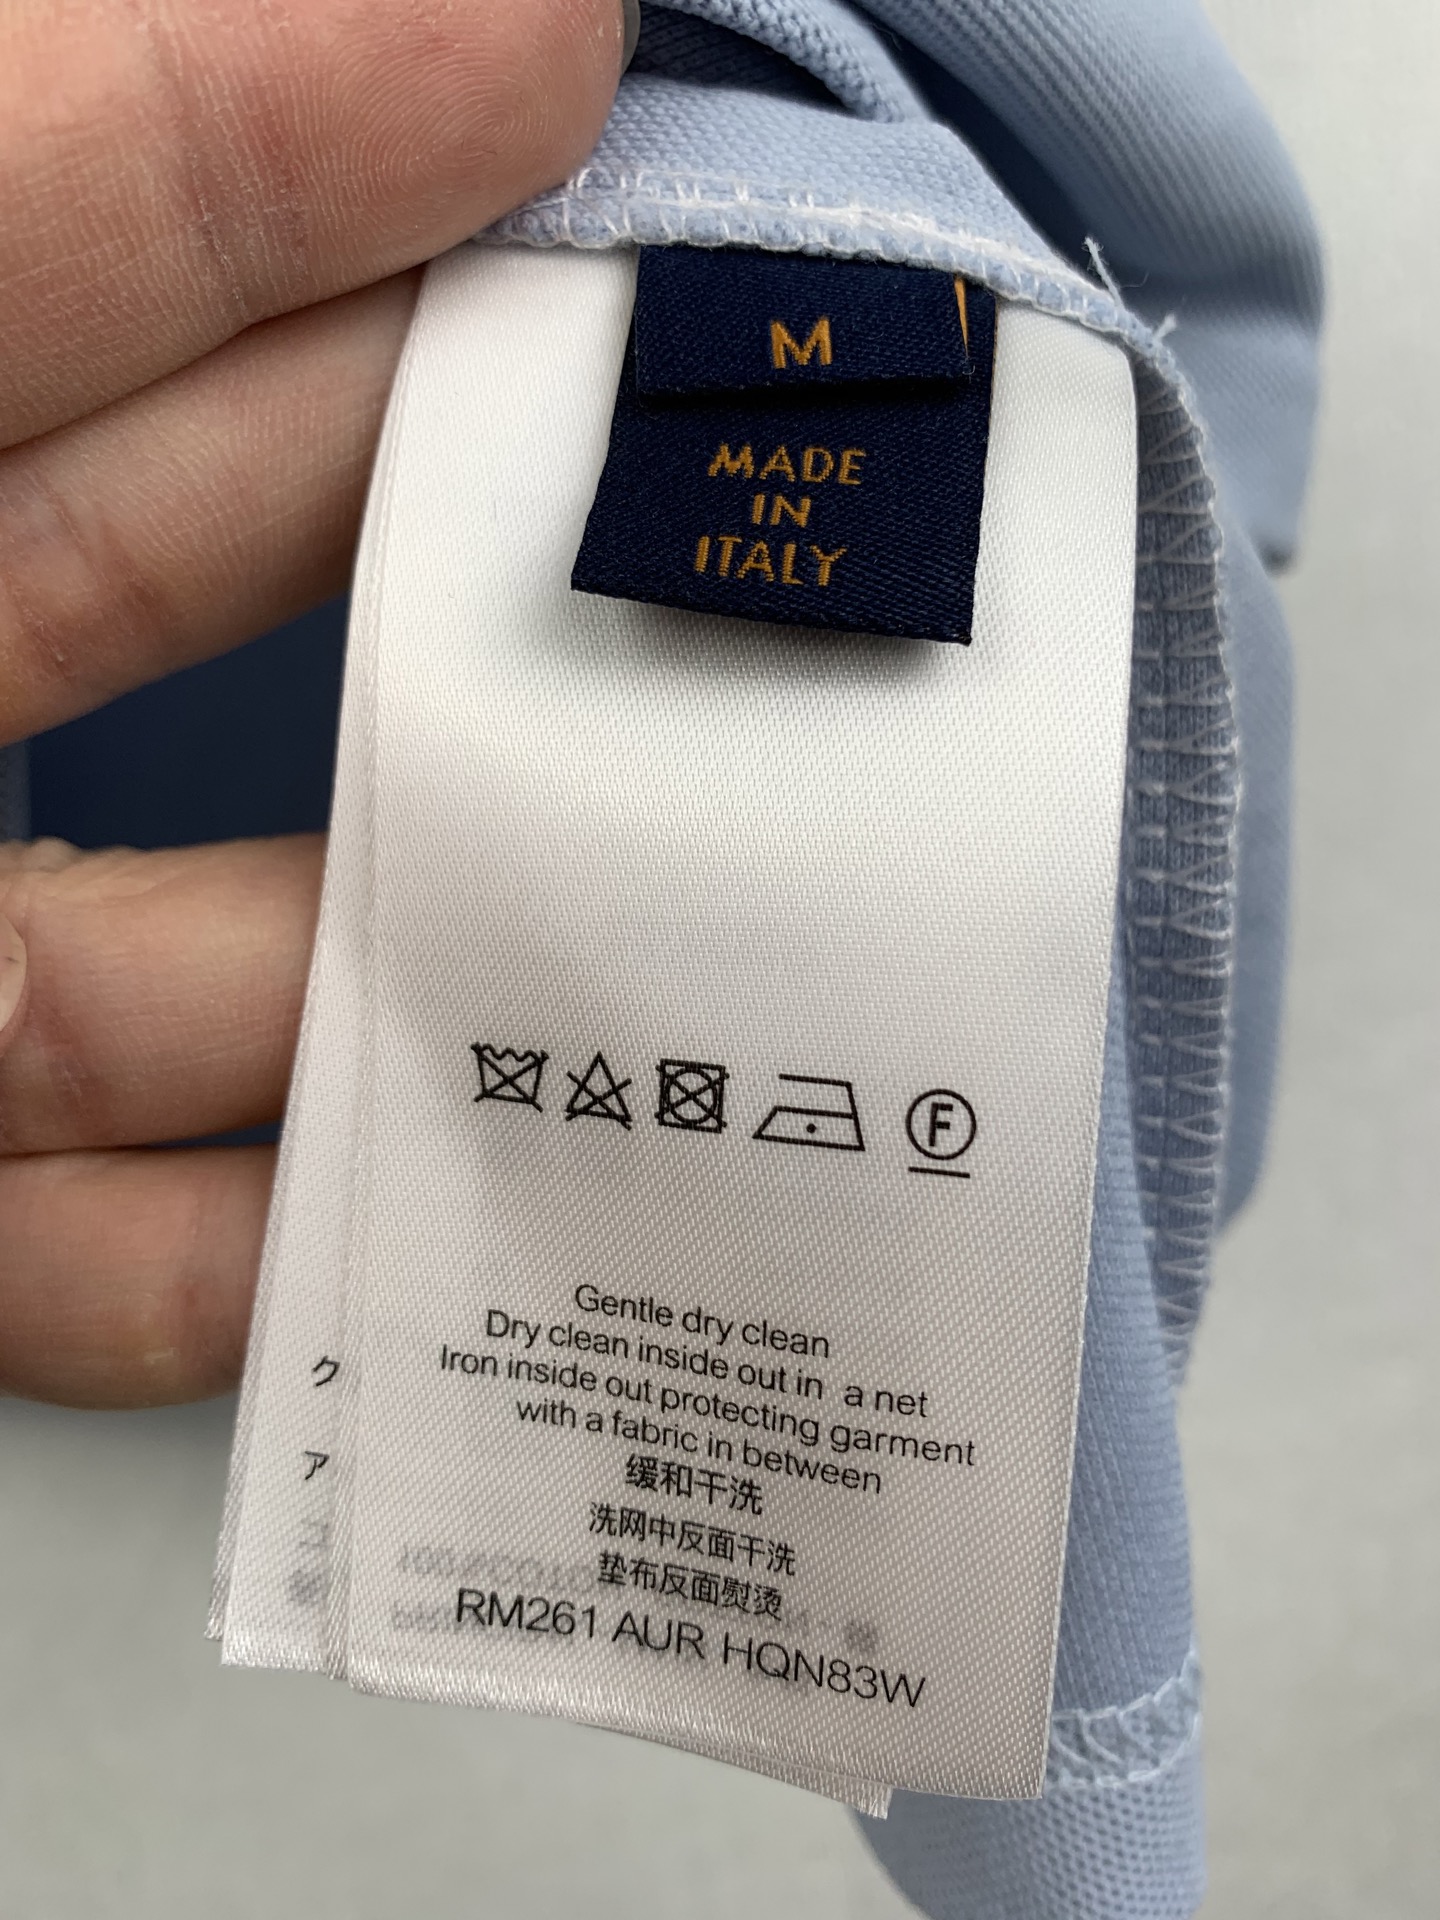 M
MADE
IN
ITALY
F
Gentle dry clean
Dry clean inside out in a net
Iron inside out protecting garment
with a fabric in between
缓和干洗
洗网中反面干洗
垫布反面熨烫
RM261 AUR HQN83W
ク
ア